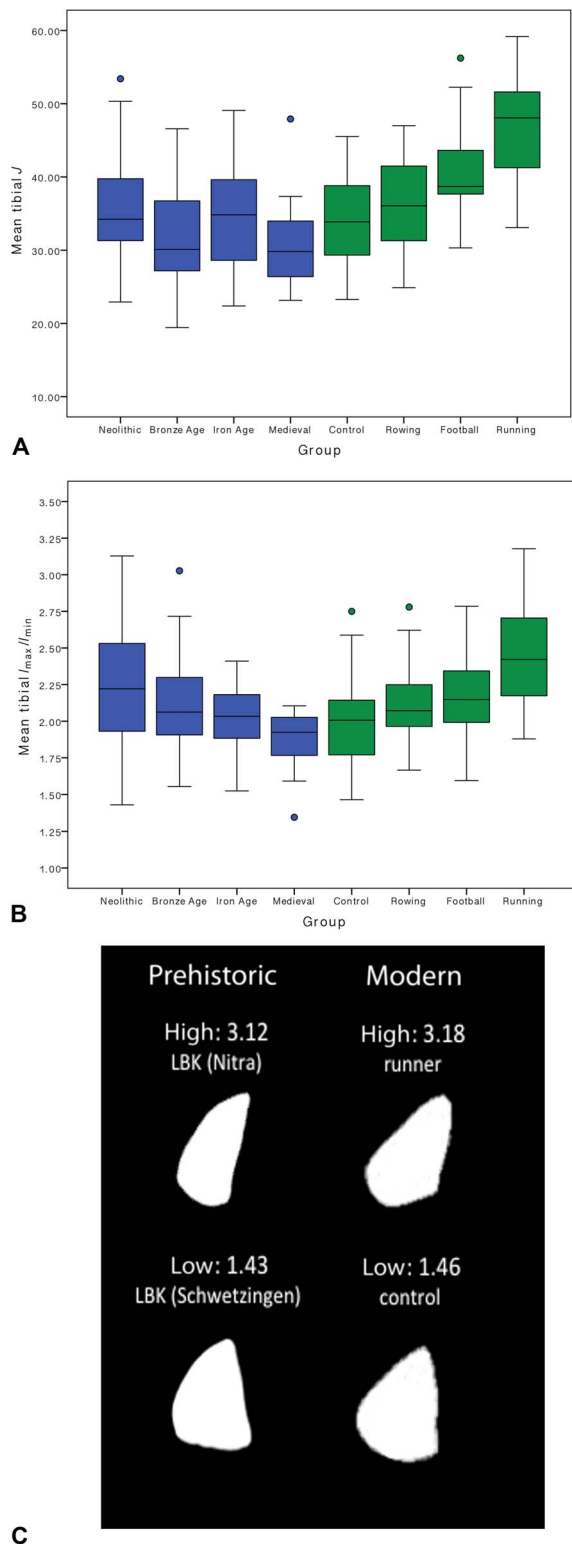 60.00
50.00
40.00
30.00
20.00
10.00
Mean tibial J
Neolithic Bronze Age Iron Age Medieval Control Rowing Football Running
Group
A
3.50
3.25
3.00
2.75
2.50
2.25
2.00
1.75
1.50
1.25
1.00
Mean tibial Imax/Imin
Neolithic Bronze Age Iron Age Medieval Control Rowing Football Running
Group
B
Prehistoric Modern
High: 3.12 High: 3.18
LBK (Nitra) runner
Low: 1.43 Low: 1.46
LBK (Schwetzingen) control
C